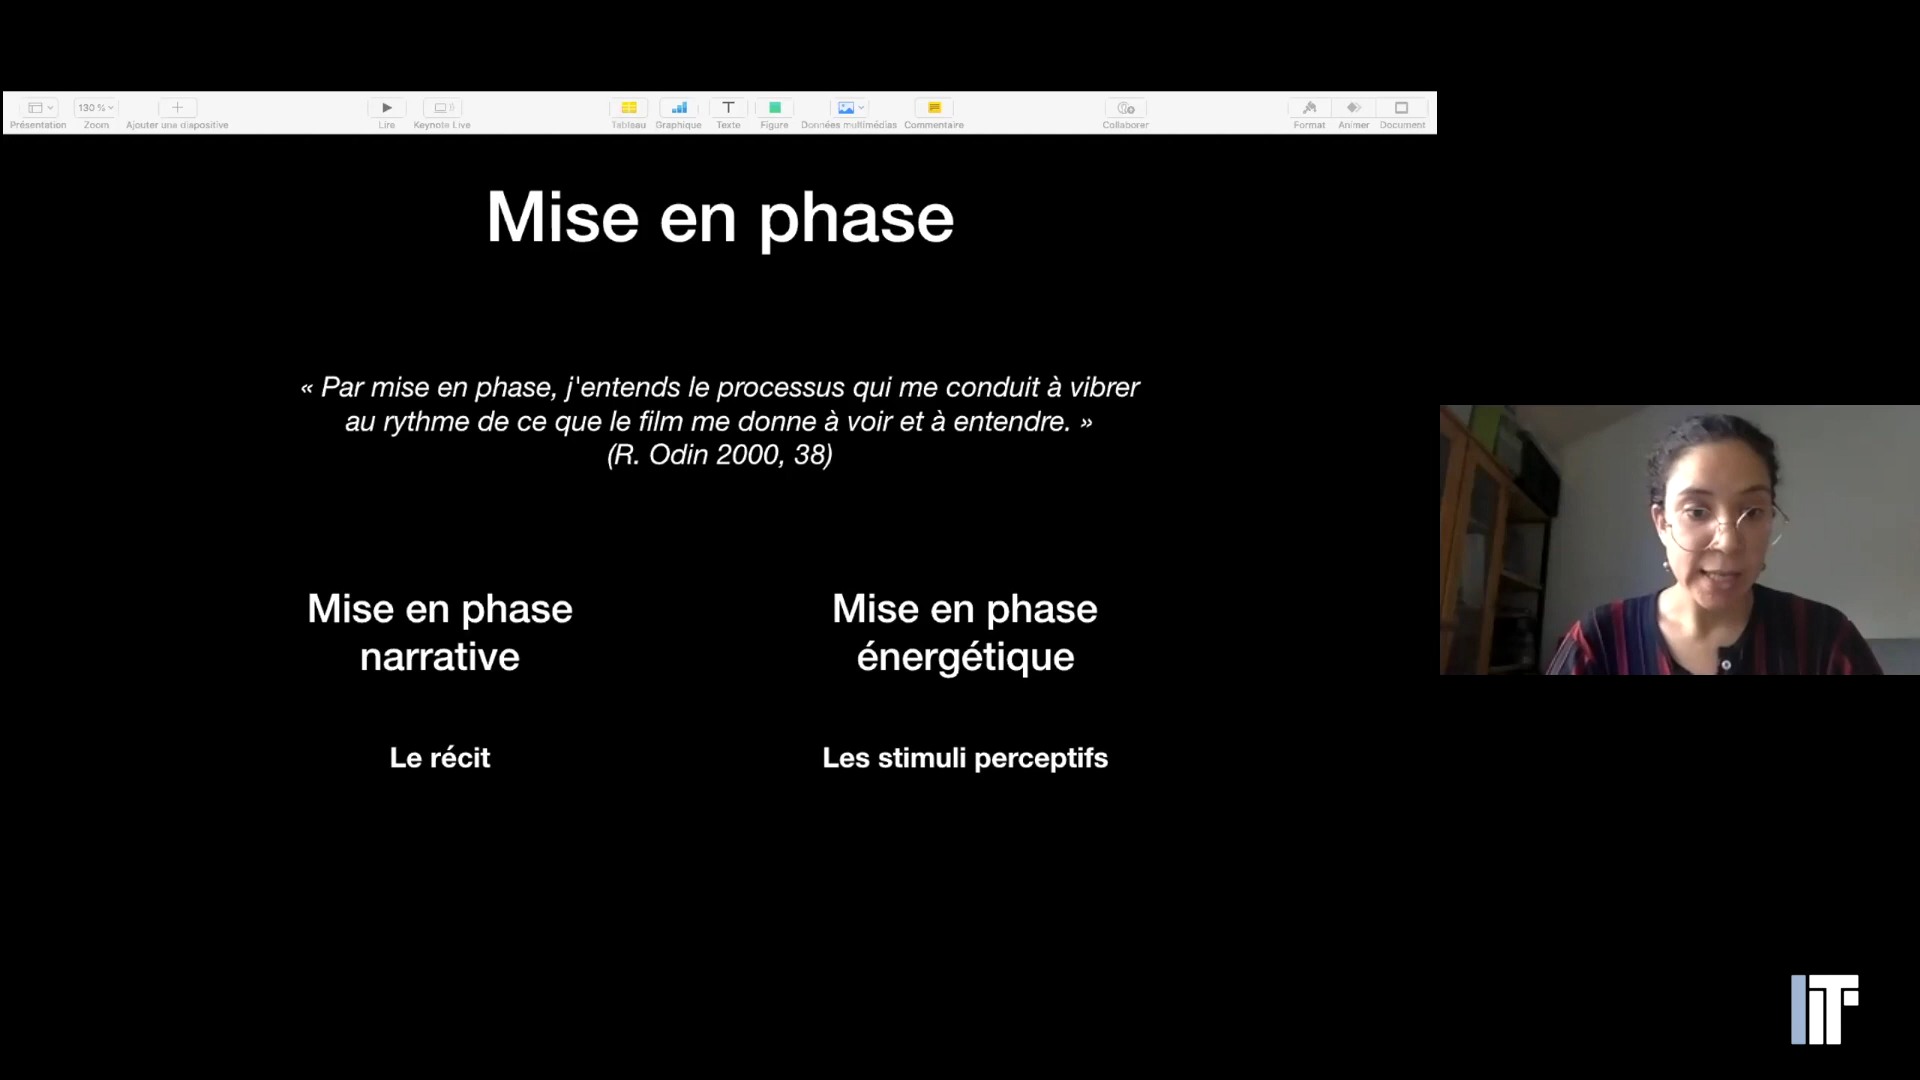 Présentation
130 %
Zoom
Ajouter une diapositive
Lire
Keynote Live
Tableau
Graphique
Texte
Figure
Données multimédias
Commentaire
Collaborer
Format
Animer
Document
Mise en phase
« Par mise en phase, j'entends le processus qui me conduit à vibrer
au rythme de ce que le film me donne à voir et à entendre. »
(R. Odin 2000, 38)
Mise en phase
narrative
Mise en phase
énergétique
Le récit
Les stimuli perceptifs